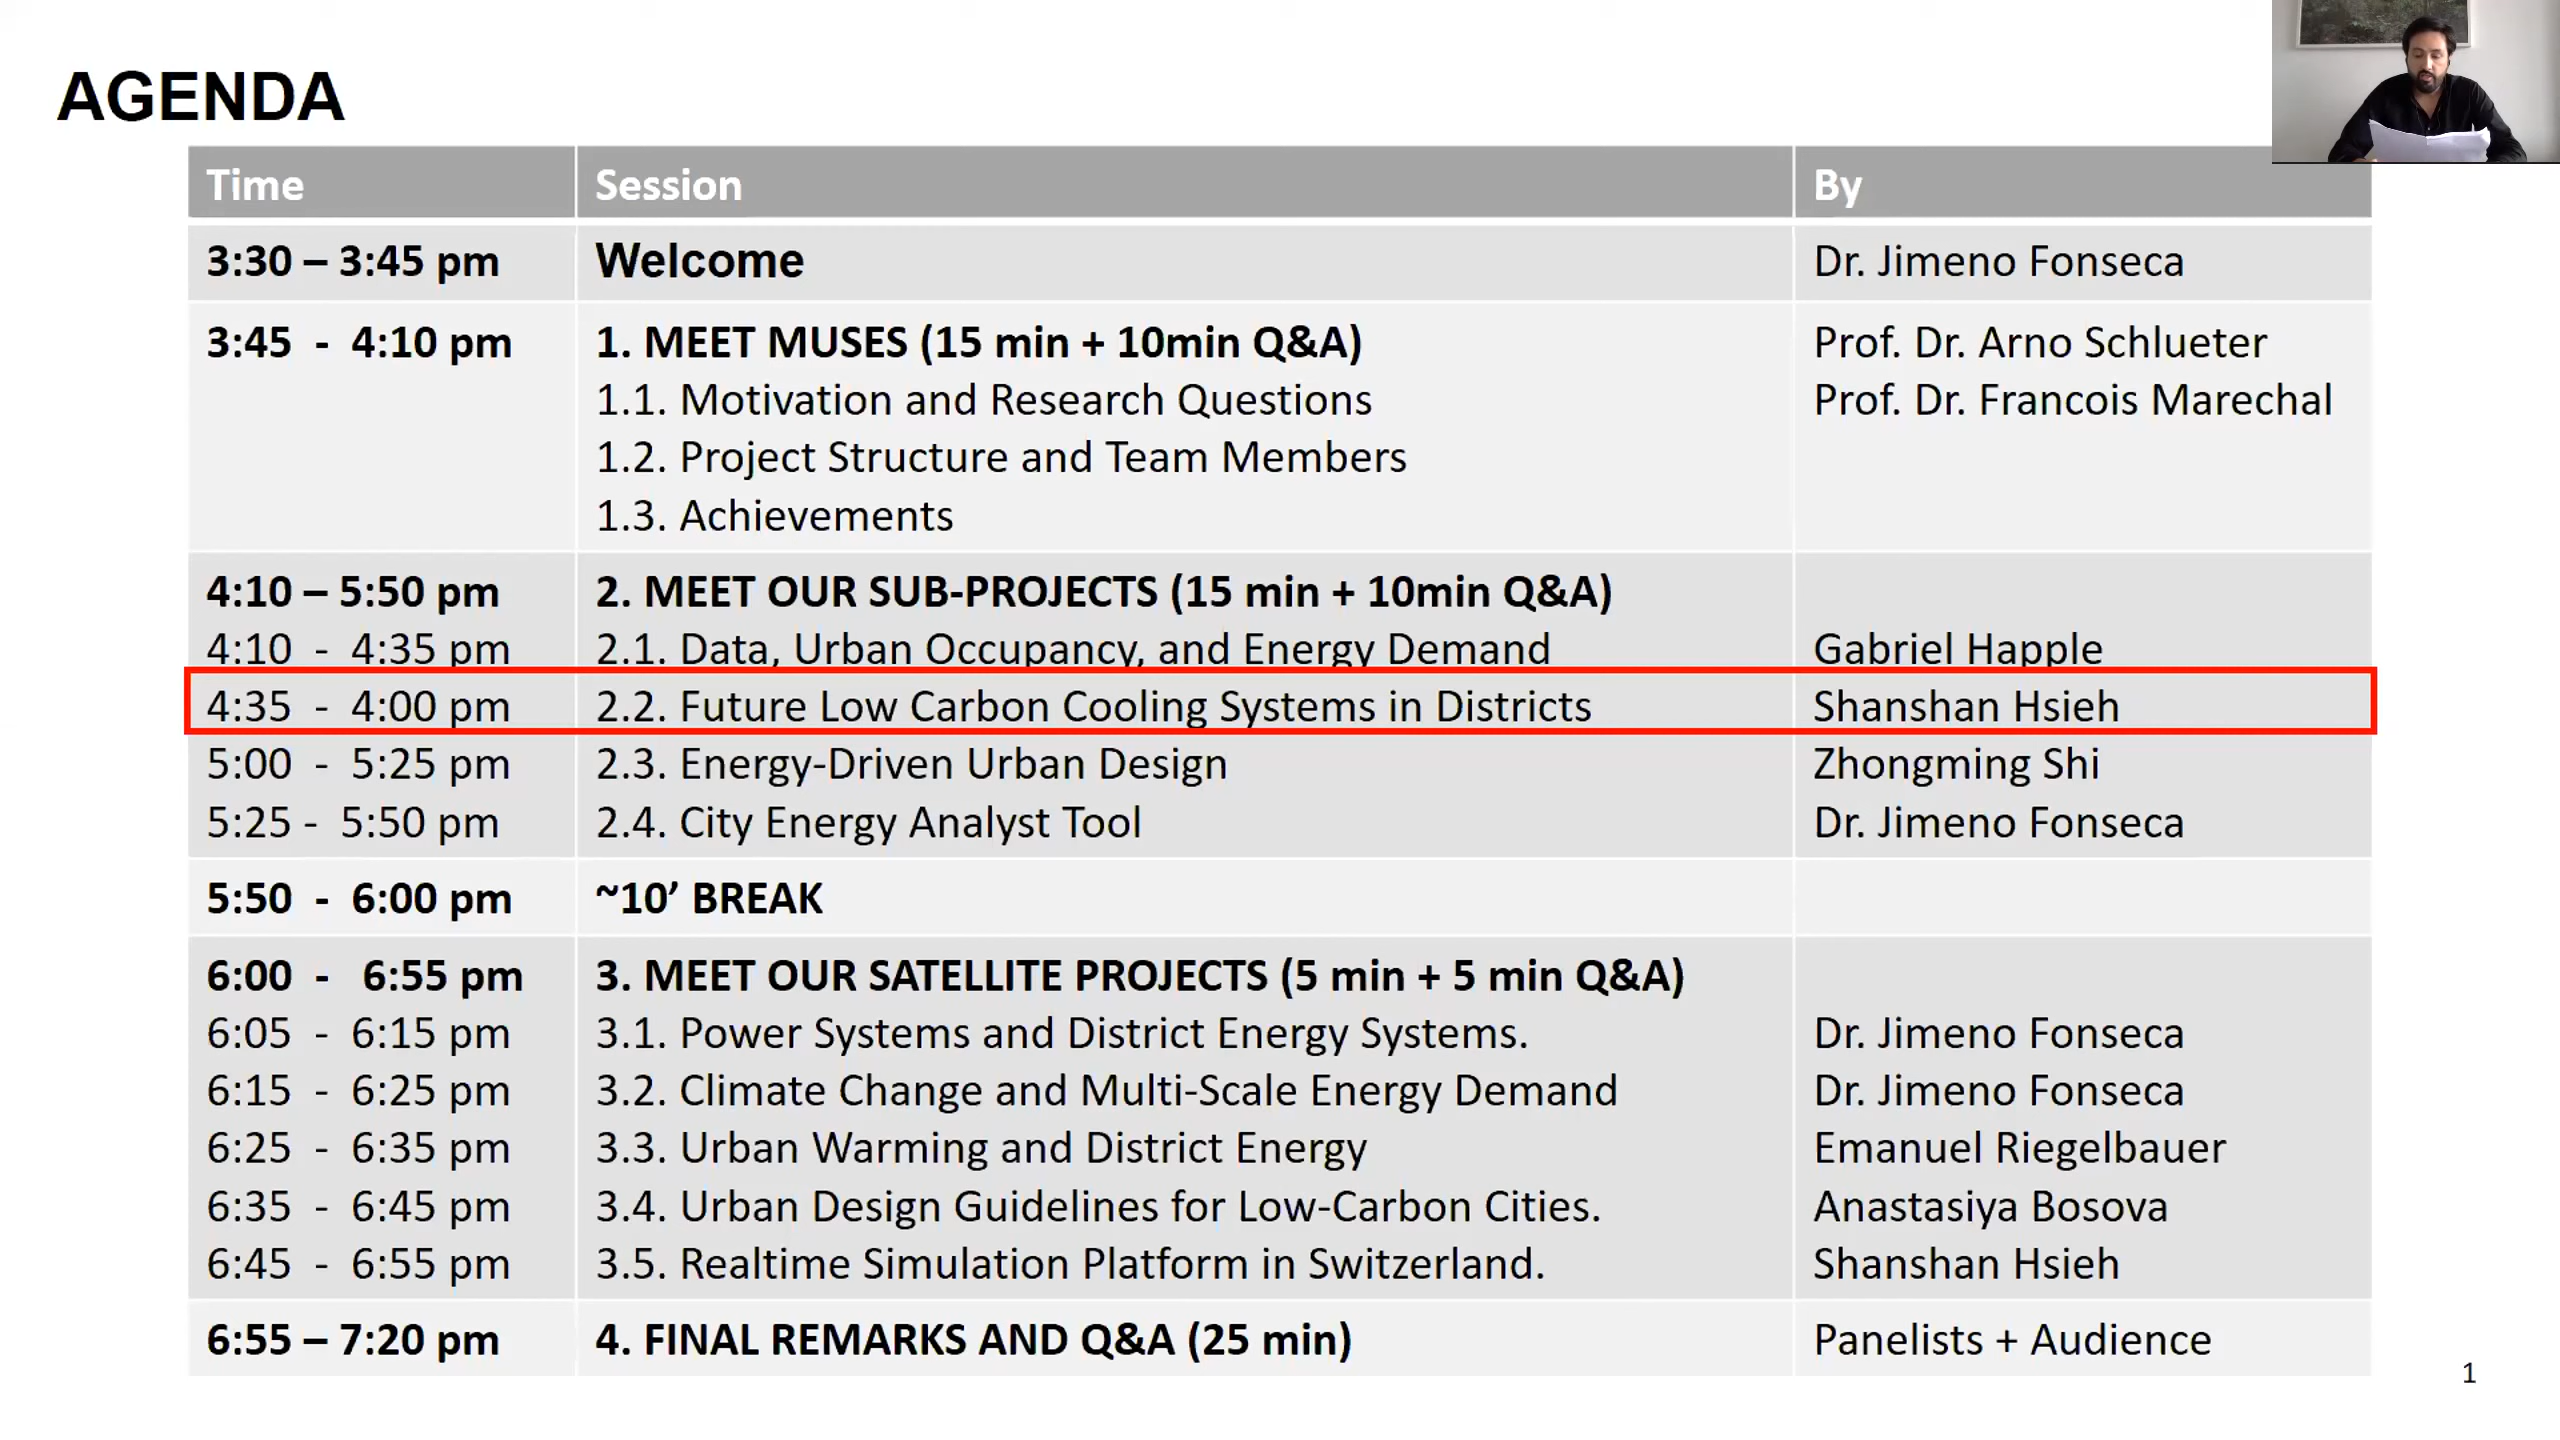 AGENDA
Time Session By
3:30 – 3:45 pm Welcome Dr. Jimeno Fonseca
3:45 - 4:10 pm 1. MEET MUSES (15 min + 10min Q&A) Prof. Dr. Arno Schlueter
1.1. Motivation and Research Questions Prof. Dr. Francois Marechal
1.2. Project Structure and Team Members
1.3. Achievements
4:10 – 5:50 pm 2. MEET OUR SUB-PROJECTS (15 min + 10min Q&A)
4:10 - 4:35 pm 2.1. Data, Urban Occupancy, and Energy Demand Gabriel Happle
4:35 - 4:00 pm 2.2. Future Low Carbon Cooling Systems in Districts Shanshan Hsieh
5:00 - 5:25 pm 2.3. Energy-Driven Urban Design Zhongming Shi
5:25 - 5:50 pm 2.4. City Energy Analyst Tool Dr. Jimeno Fonseca
5:50 - 6:00 pm ~10’ BREAK
6:00 - 6:55 pm 3. MEET OUR SATELLITE PROJECTS (5 min + 5 min Q&A)
6:05 - 6:15 pm 3.1. Power Systems and District Energy Systems. Dr. Jimeno Fonseca
6:15 - 6:25 pm 3.2. Climate Change and Multi-Scale Energy Demand Dr. Jimeno Fonseca
6:25 - 6:35 pm 3.3. Urban Warming and District Energy Emanuel Riegelbauer
6:35 - 6:45 pm 3.4. Urban Design Guidelines for Low-Carbon Cities. Anastasiya Bosova
6:45 - 6:55 pm 3.5. Realtime Simulation Platform in Switzerland. Shanshan Hsieh
6:55 – 7:20 pm 4. FINAL REMARKS AND Q&A (25 min) Panelists + Audience
1